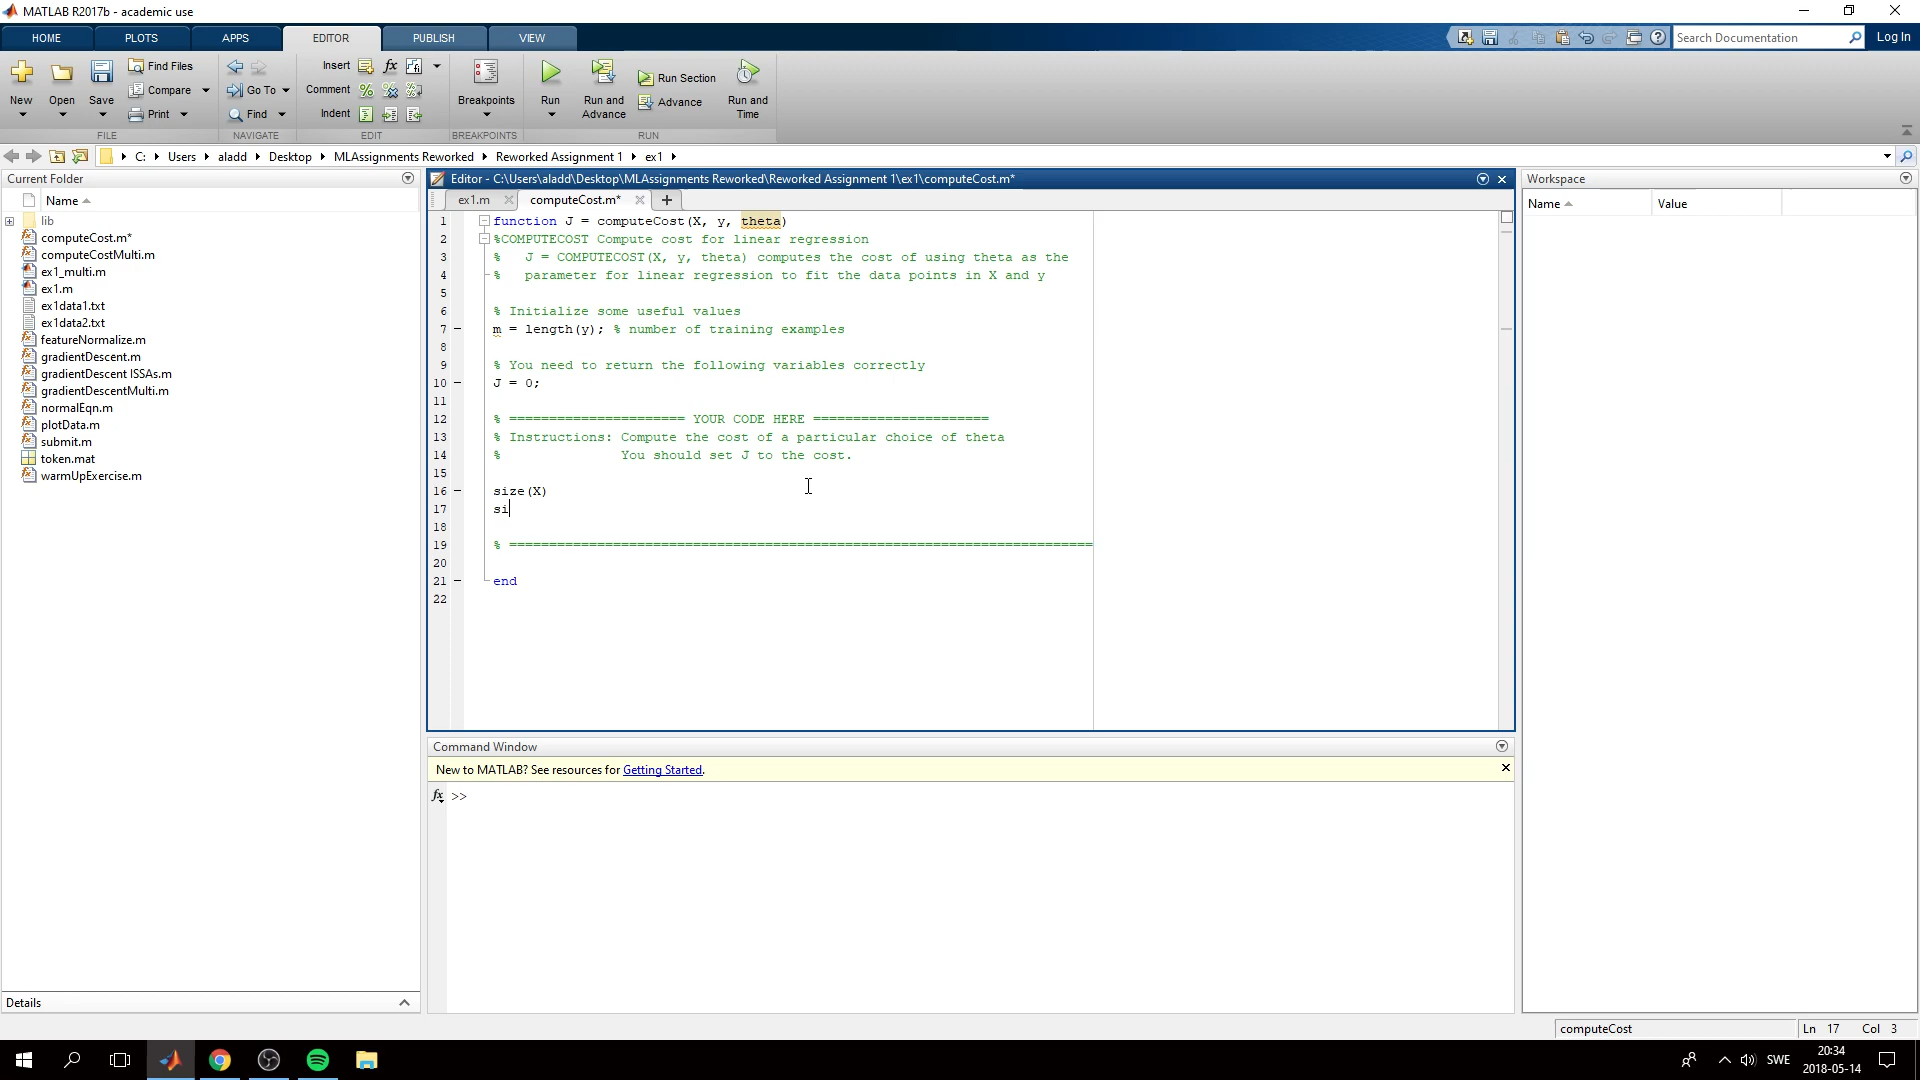 MATLAB R2017b - academic use
HOME PLOTS APPS EDITOR PUBLISH VIEW
Search Documentation Log In
New Open Save Find Files Compare Print
FILE
Go To Find
NAVIGATE
Insert fx
Comment
Indent
EDIT
Breakpoints
BREAKPOINTS
Run Run and Advance Run Section Advance Run and Time
RUN
C: Users aladd Desktop MLAssignments Reworked Reworked Assignment 1 ex1
Current Folder
Name
lib
computeCost.m*
computeCostMulti.m
ex1_multi.m
ex1.m
ex1data1.txt
ex1data2.txt
featureNormalize.m
gradientDescent.m
gradientDescent ISSAs.m
gradientDescentMulti.m
normalEqn.m
plotData.m
submit.m
token.mat
warmUpExercise.m
Details
Editor - C:\Users\aladd\Desktop\MLAssignments Reworked\Reworked Assignment 1\ex1\computeCost.m*
ex1.m computeCost.m*
1 function J = computeCost(X, y, theta)
2 %COMPUTECOST Compute cost for linear regression
3 % J = COMPUTECOST(X, y, theta) computes the cost of using theta as the
4 % parameter for linear regression to fit the data points in X and y
5
6 % Initialize some useful values
7 m = length(y); % number of training examples
8
9 % You need to return the following variables correctly
10 J = 0;
11
12 % ====================== YOUR CODE HERE ======================
13 % Instructions: Compute the cost of a particular choice of theta
14 % You should set J to the cost.
15
16 size(X)
17 si
18
19 % =========================================================================
20
21 end
22
Command Window
New to MATLAB? See resources for Getting Started.
fx >>
Workspace
Name Value
computeCost Ln 17 Col 3
SWE
20:34
2018-05-14